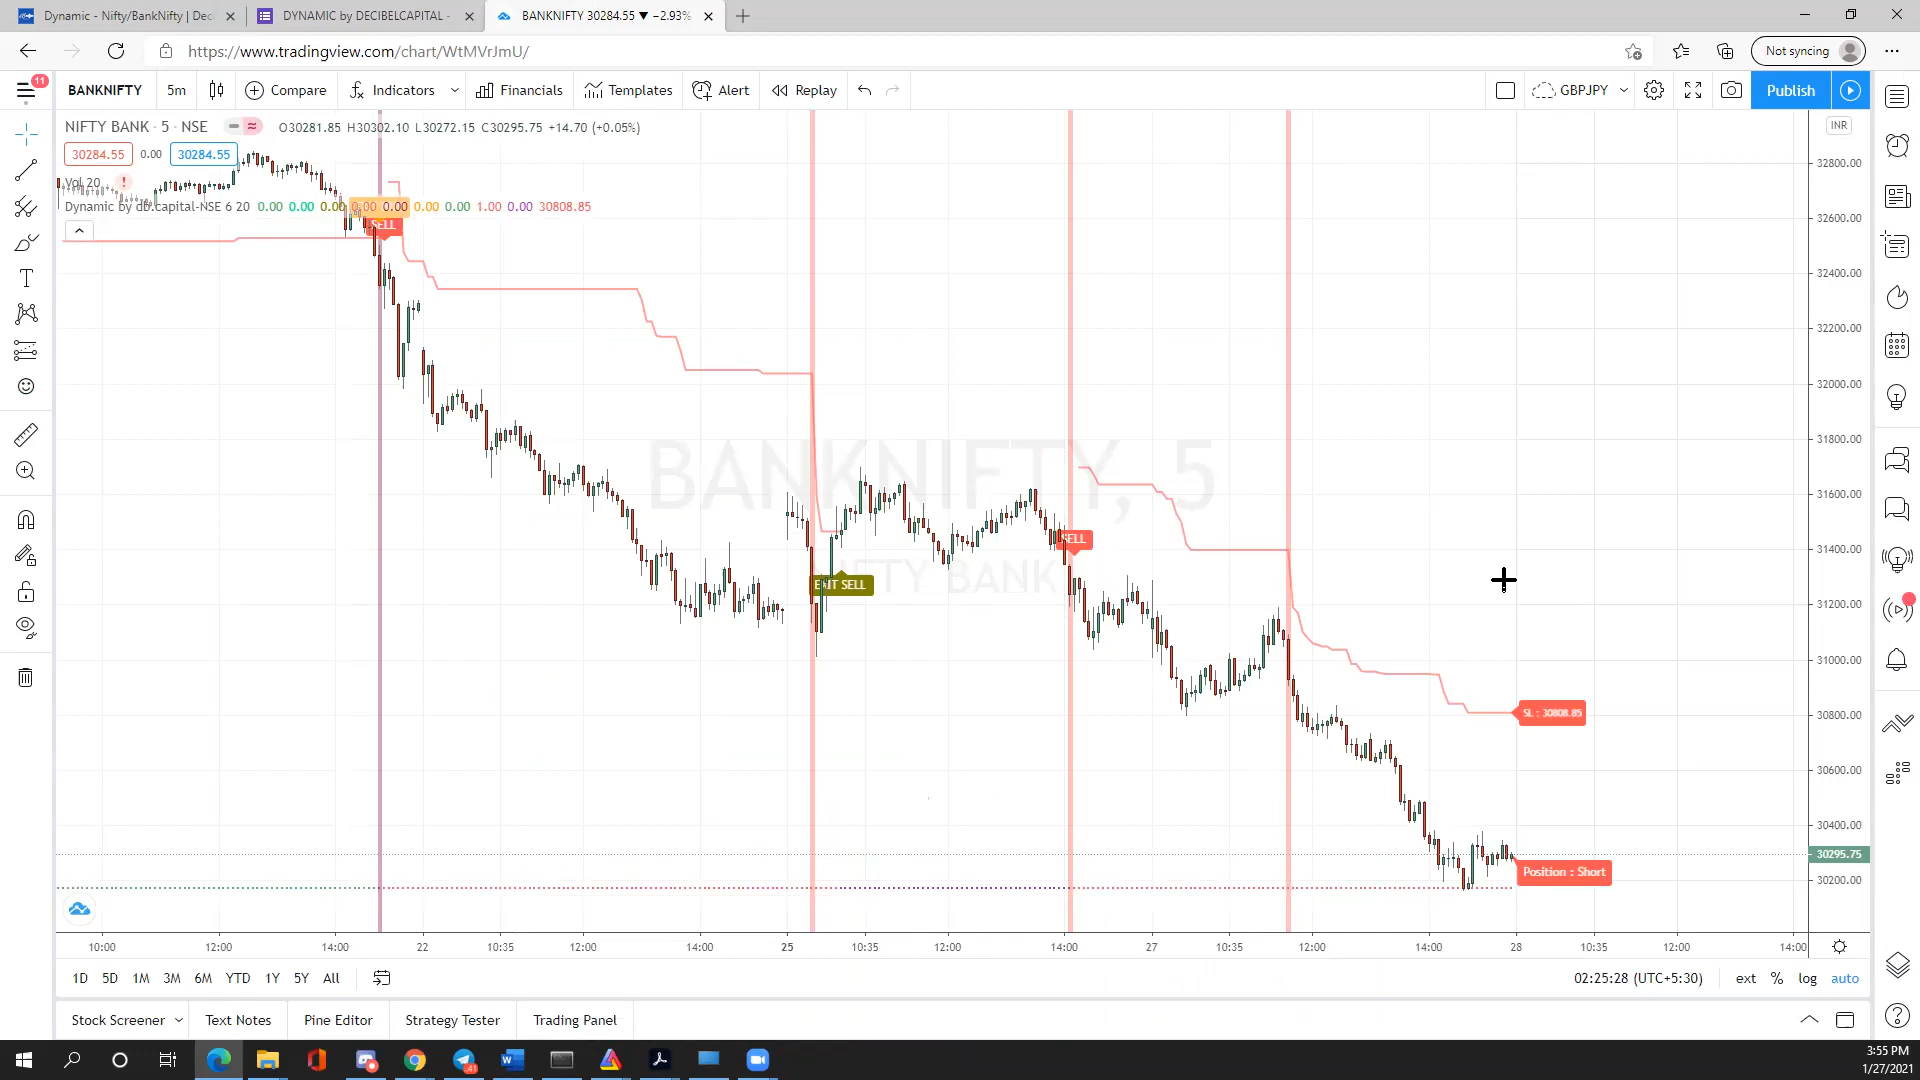 Dynamic - Nifty/BankNifty | Dec
DYNAMIC by DECIBELCAPITAL -
BANKNIFTY 30284.55 ▼ −2.93%
https://www.tradingview.com/chart/WtMVrJmU/
Not syncing
11
BANKNIFTY
5m
Compare
Indicators
Financials
Templates
Alert
Replay
GBPJPY
Publish
NIFTY BANK · 5 · NSE
O30281.85 H30302.10 L30272.15 C30295.75 +14.70 (+0.05%)
INR
30284.55
0.00
30284.55
Vol 20
Dynamic by db.capital-NSE 6 20 0.00 0.00 0.00 0.00 0.00 0.00 0.00 1.00 0.00 30808.85
SELL
EXIT SELL
SELL
BANKNIFTY, 5
NIFTY BANK
SL : 30808.85
Position : Short
32800.00
32600.00
32400.00
32200.00
32000.00
31800.00
31600.00
31400.00
31200.00
31000.00
30800.00
30600.00
30400.00
30295.75
30200.00
10:00
12:00
14:00
22
10:35
12:00
14:00
25
10:35
12:00
14:00
27
10:35
12:00
14:00
28
10:35
12:00
14:00
1D 5D 1M 3M 6M YTD 1Y 5Y All
02:25:28 (UTC+5:30)
ext % log auto
Stock Screener
Text Notes
Pine Editor
Strategy Tester
Trading Panel
41
3:55 PM
1/27/2021